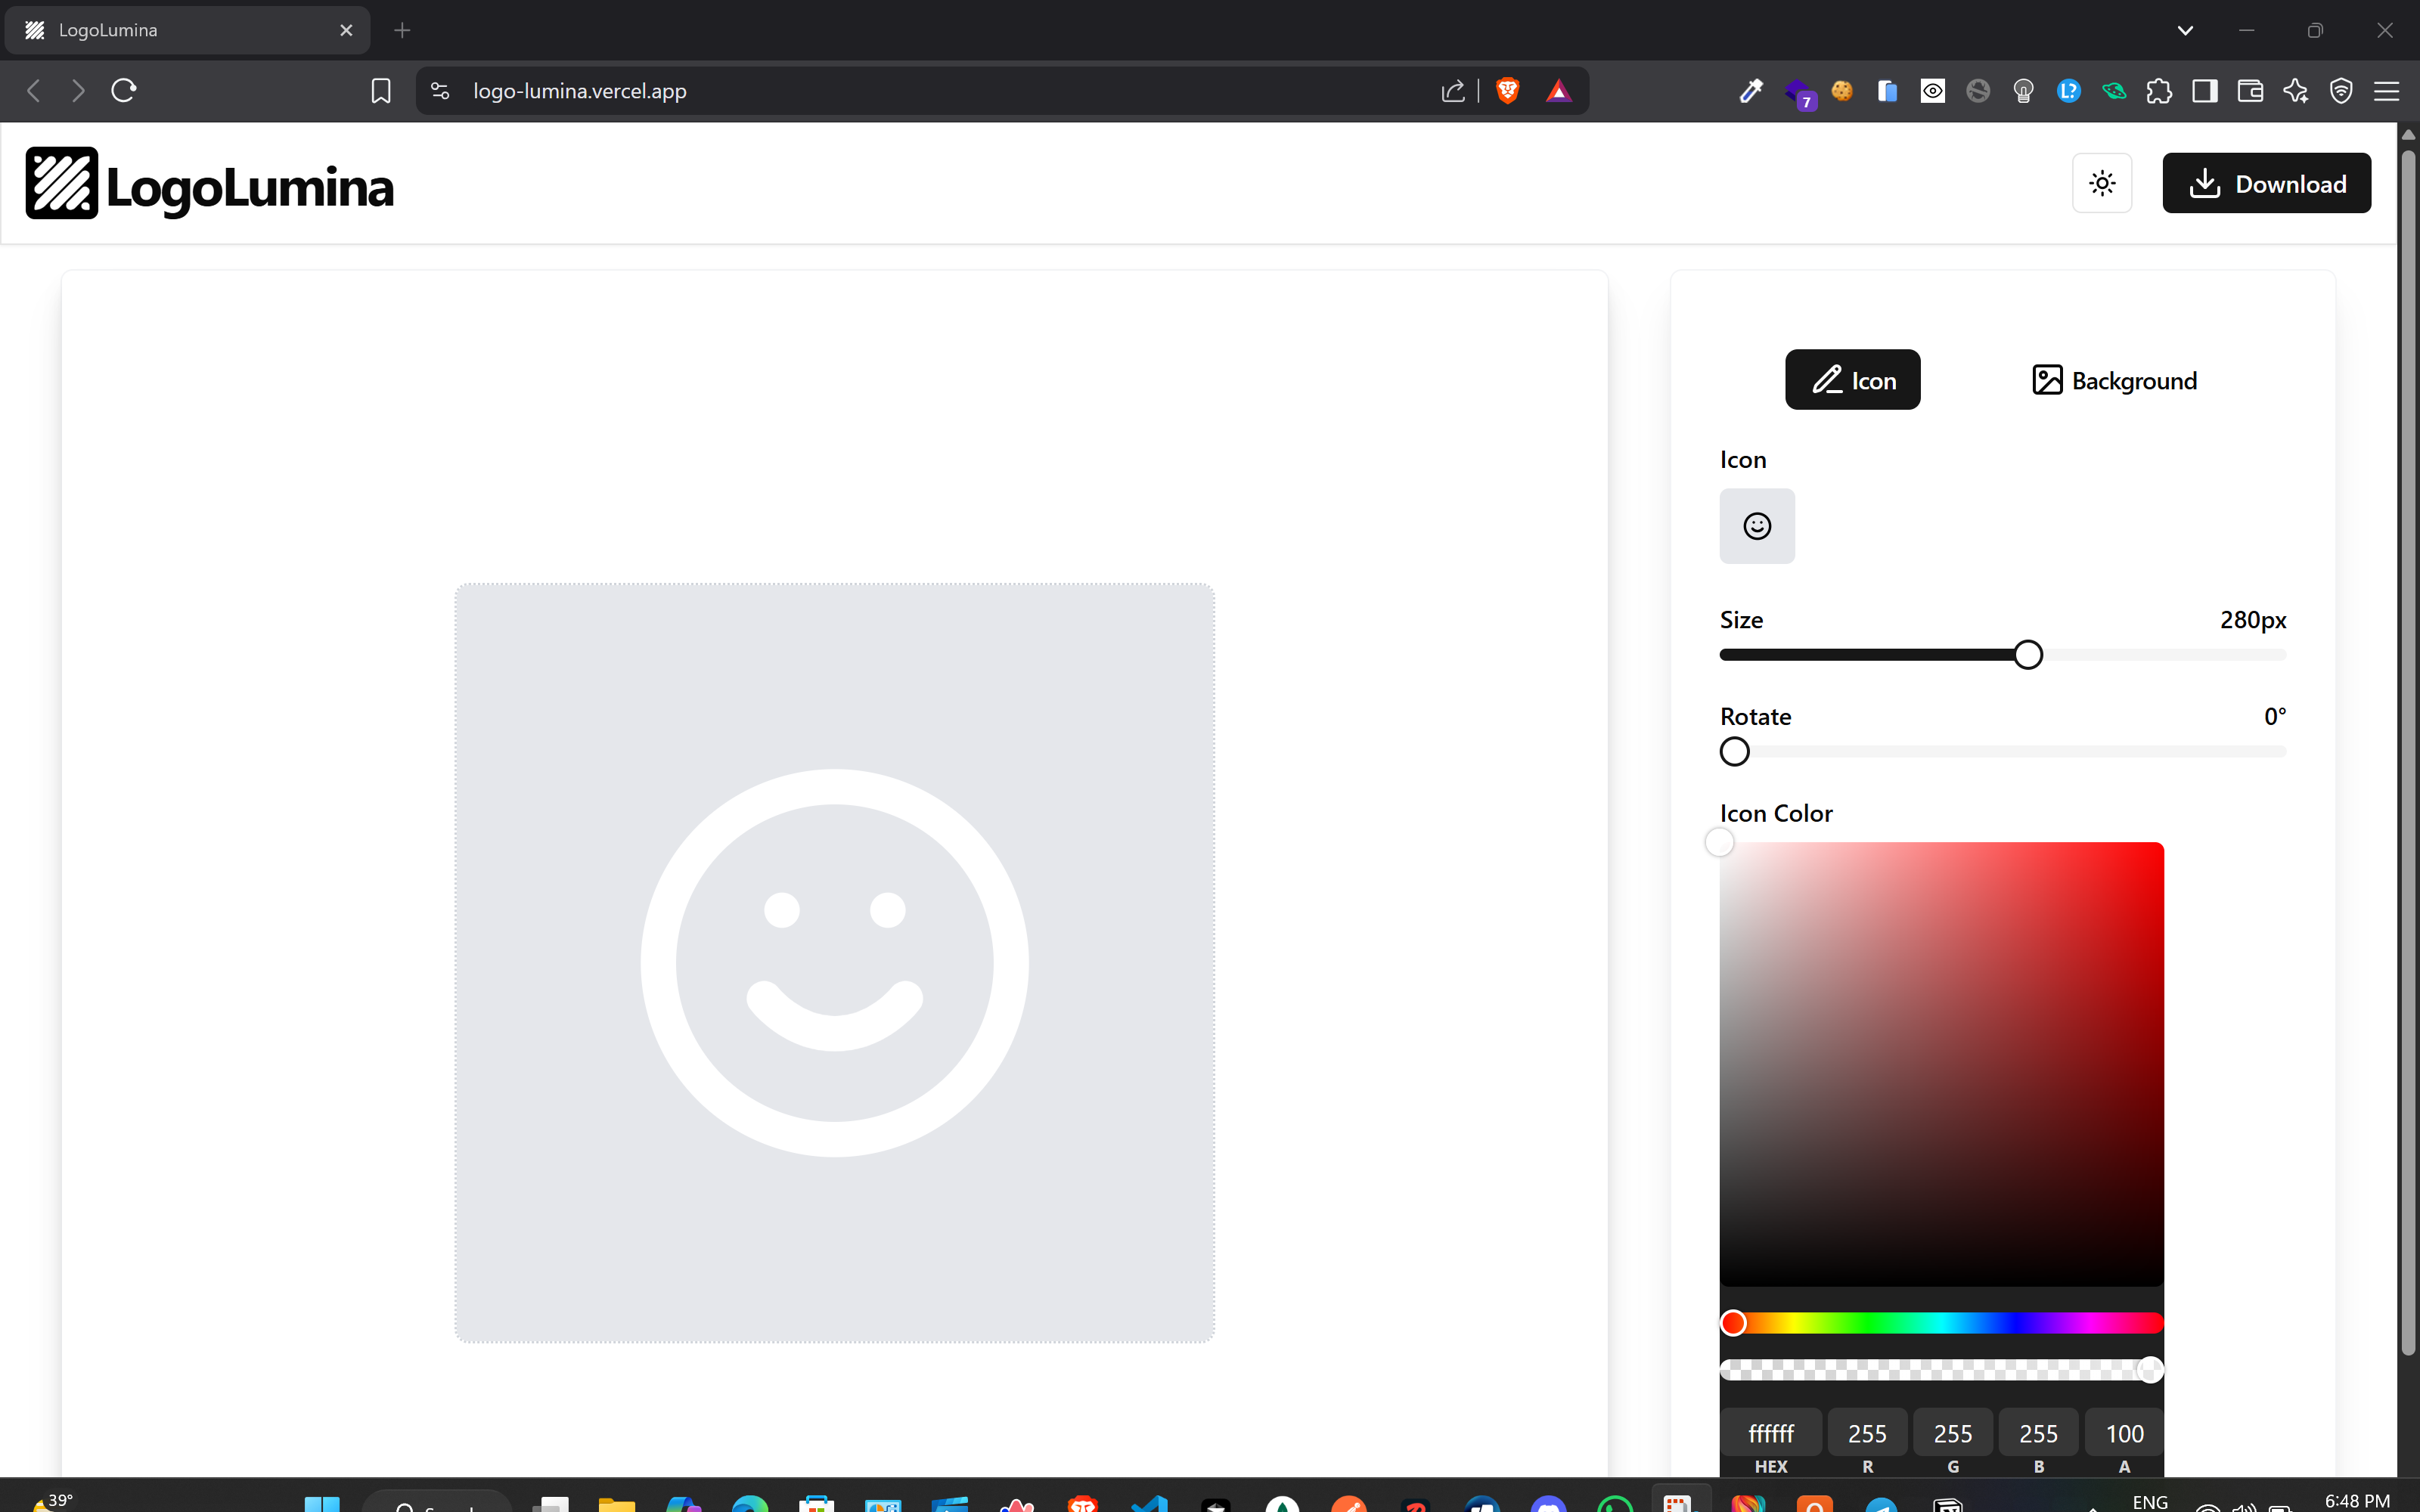 LogoLumina
logo-lumina.vercel.app
7
L?
LogoLumina
Download
Icon
Background
Icon
Size
280px
Rotate
0°
Icon Color
ffffff
255
255
255
100
HEX
R
G
B
A
39°
ENG
6:48 PM